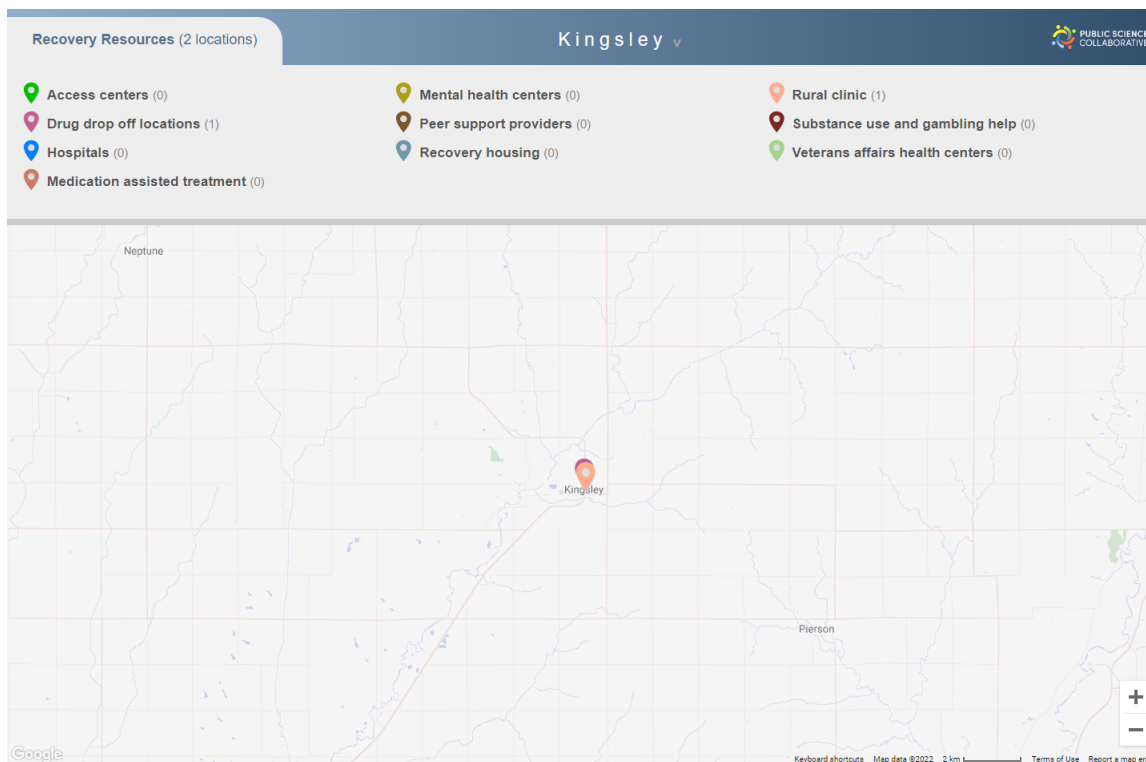 Recovery Resources (2 locations)
Kingsley v
PUBLIC SCIENCE
COLLABORATIVE
Access centers (0)
Mental health centers (0)
Rural clinic (1)
Drug drop off locations (1)
Peer support providers (0)
Substance use and gambling help (0)
Hospitals (0)
Recovery housing (0)
Veterans affairs health centers (0)
Medication assisted treatment (0)
Neptune
Kingsley
Pierson
+
−
Google
Keyboard shortcuts Map data ©2022 2 km Terms of Use Report a map er